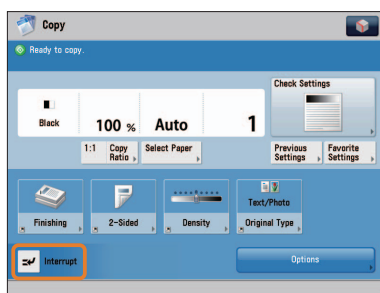 Copy
Ready to copy.
Check Settings
Black
100 %
Auto
1
1:1
Copy
Ratio
Select Paper
Previous
Settings
Favorite
Settings
Finishing
2-Sided
Density
Text/Photo
Original Type
Interrupt
Options